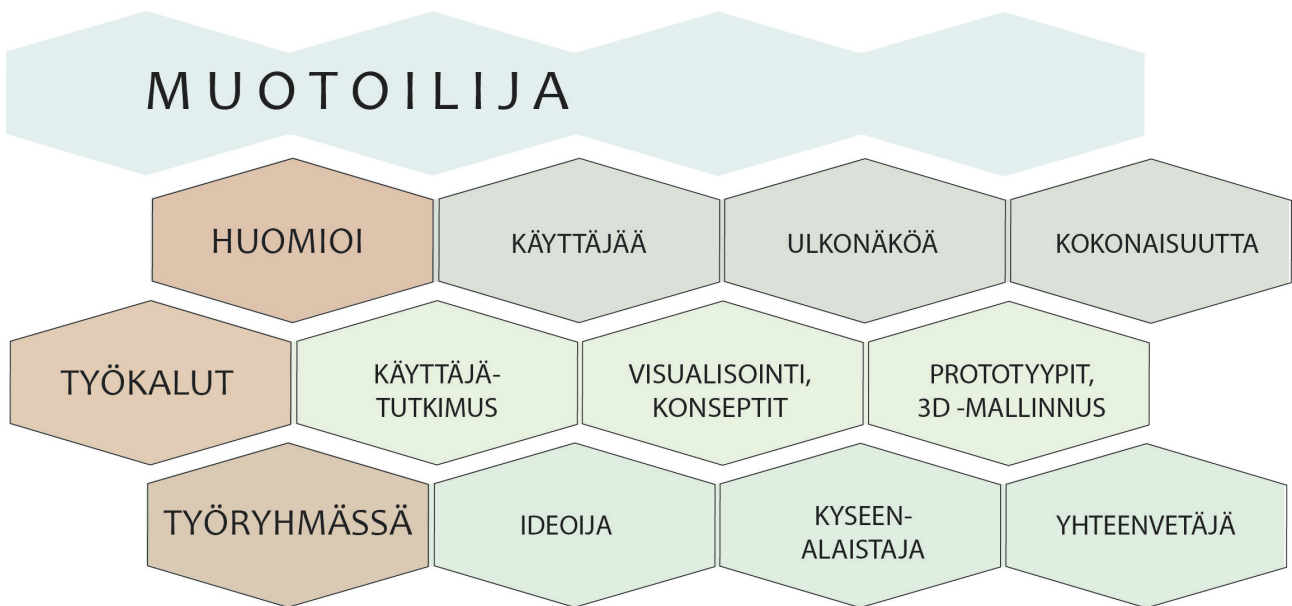 MUOTOILIJA
HUOMIOI
KÄYTTÄJÄÄ
ULKONÄKÖÄ
KOKONAISUUTTA
TYÖKALUT
KÄYTTÄJÄ-
TUTKIMUS
VISUALISOINTI,
KONSEPTIT
PROTOTYYPIT,
3D -MALLINNUS
TYÖRYHMÄSSÄ
IDEOIJA
KYSEEN-
ALAISTAJA
YHTEENVETÄJÄ